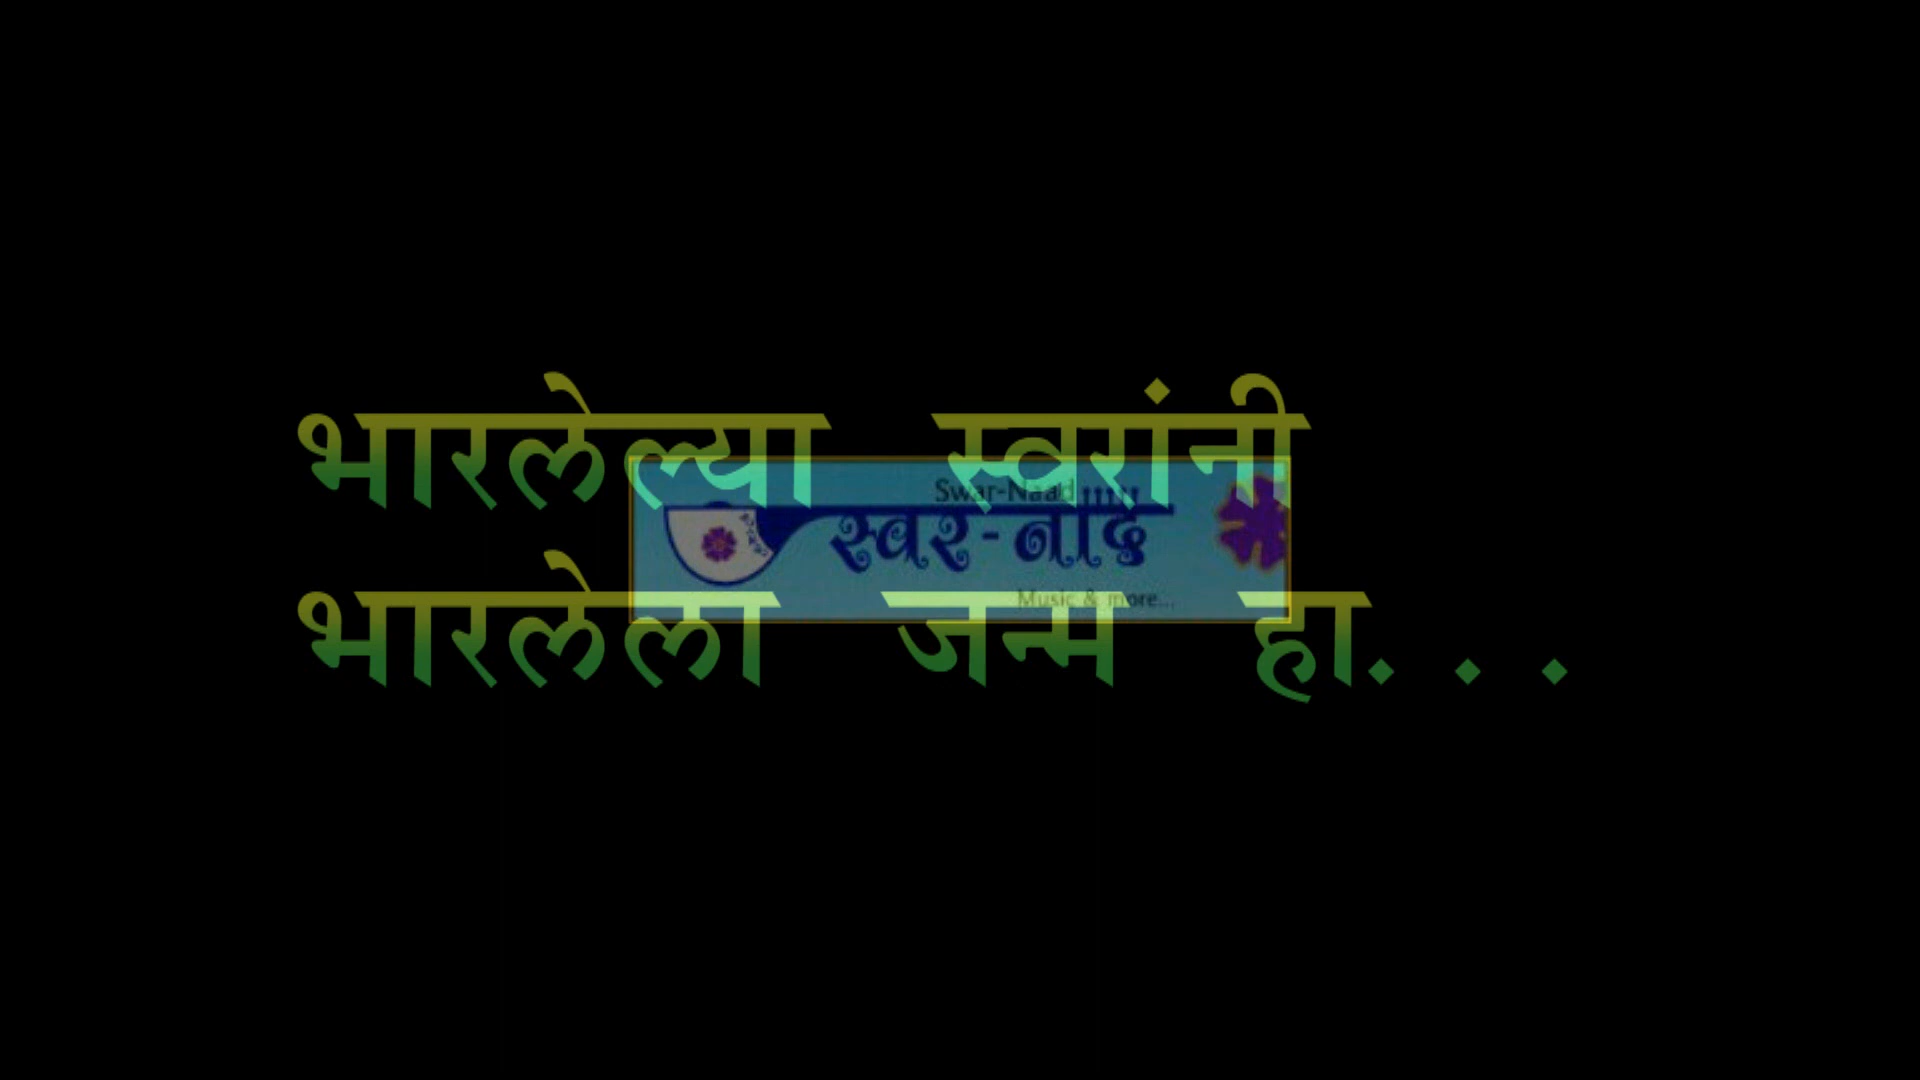 भारलेल्या स्वरांनी
Swar-Naad
स्वर-नाद
Music & more...
भारलेला जन्म हा. . .